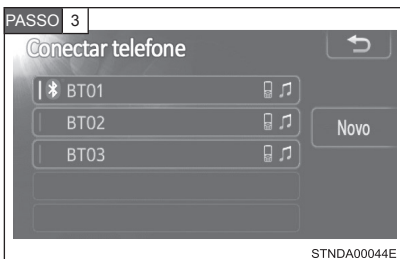 PASSO 3
Conectar telefone
BT01
BT02
Novo
BT03
STNDA00044E